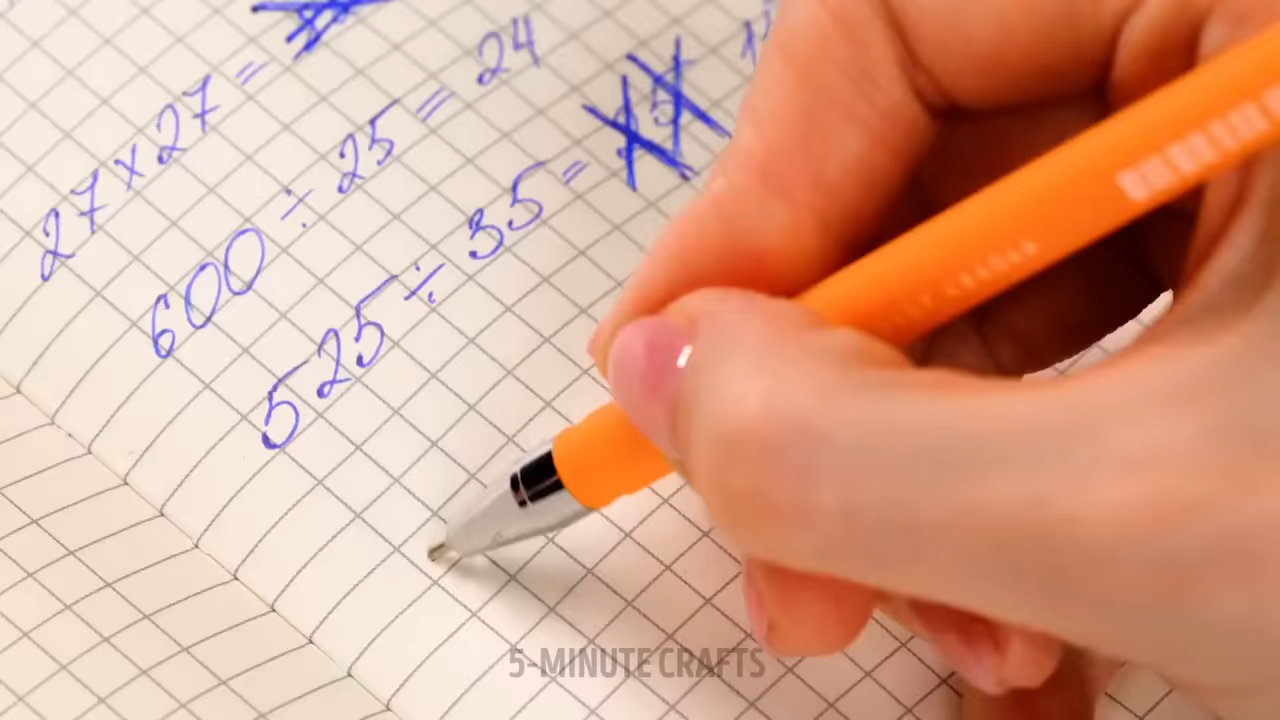 27 × 27 =
600 ÷ 25 = 24
525 ÷ 35 =
5-MINUTE CRAFTS